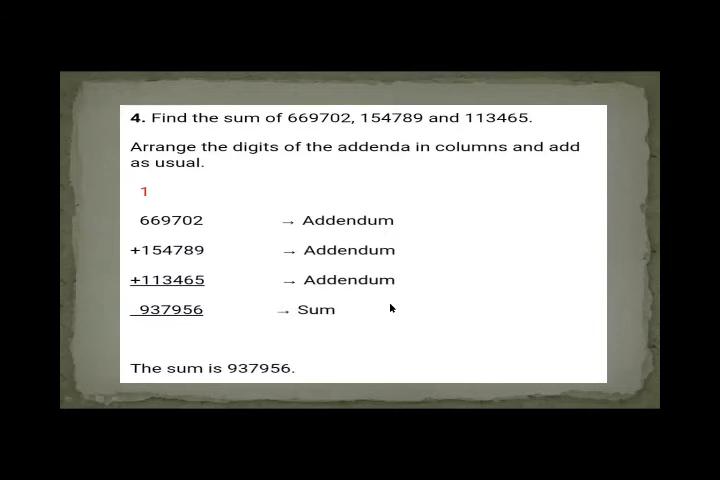 4. Find the sum of 669702, 154789 and 113465.
Arrange the digits of the addenda in columns and add
as usual.
1
669702 → Addendum
+154789 → Addendum
+113465 → Addendum
937956 → Sum
The sum is 937956.